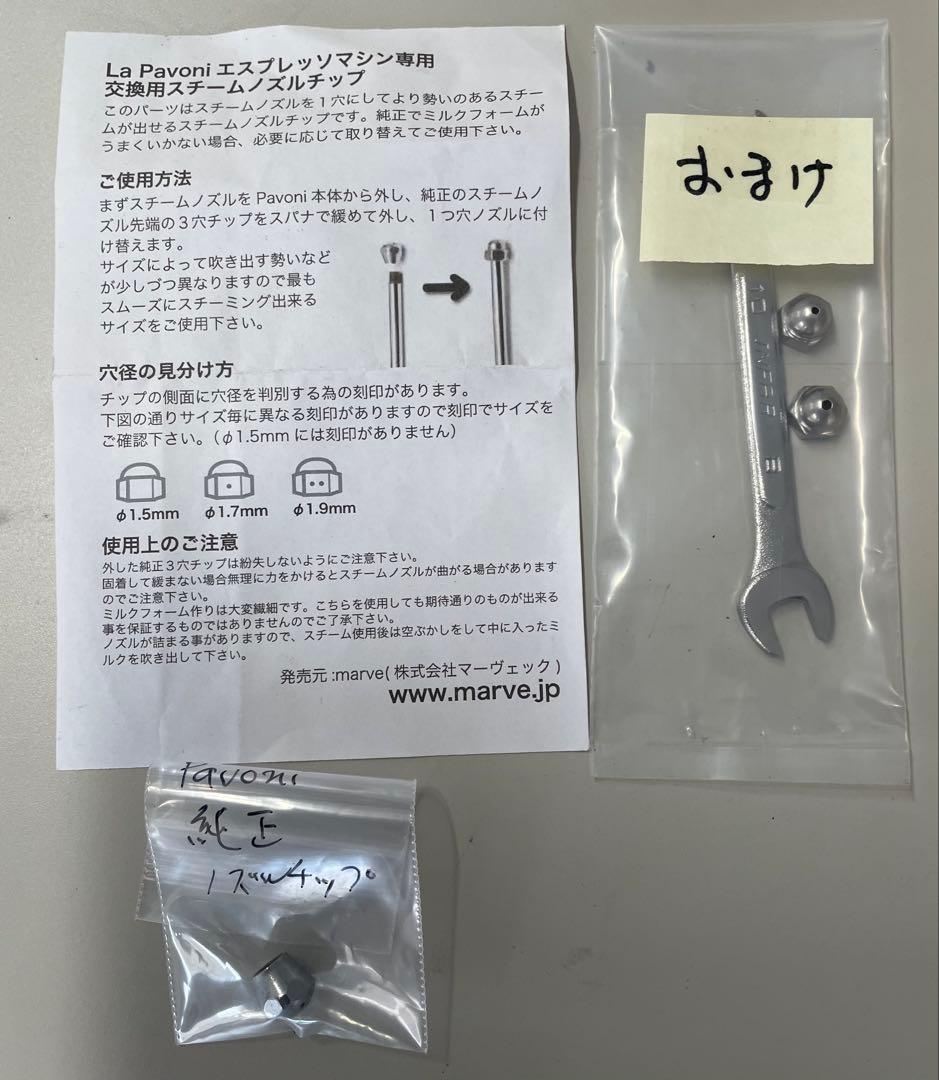 La Pavoni エスプレッソマシン専用
交換用スチームノズルチップ
このパーツはスチームノズルを1穴にしてより勢いのあるスチー
ムが出せるスチームノズルチップです。純正でミルクフォームが
うまくいかない場合、必要に応じて取り替えてご使用下さい。
ご使用方法
まずスチームノズルを Pavoni 本体から外し、純正のスチームノ
ズル先端の3穴チップをスパナで緩めて外し、1つ穴ノズルに付
け替えます。
サイズによって吹き出す勢いなど
が少しづつ異なりますので最も
スムーズにスチーミング出来る
サイズをご使用下さい。
穴径の見分け方
チップの側面に穴径を判別する為の刻印があります。
下図の通りサイズ毎に異なる刻印がありますので刻印でサイズを
ご確認下さい。（φ1.5mm には刻印がありません）
φ1.5mm φ1.7mm φ1.9mm
使用上のご注意
外した純正3穴チップは紛失しないようにご注意下さい。
固着して緩まない場合無理に力をかけるとスチームノズルが曲がる場合があります
のでご注意下さい。
ミルクフォーム作りは大変繊細です。こちらを使用しても期待通りのものが出来る
事を保証するものではありませんのでご了承下さい。
ノズルが詰まる事がありますので、スチーム使用後は空ぶかしをして中に入ったミ
ルクを吹き出して下さい。
発売元 :marve( 株式会社マーヴェック )
www.marve.jp
おまけ
10
Pavoni
純正
ノズルチップ